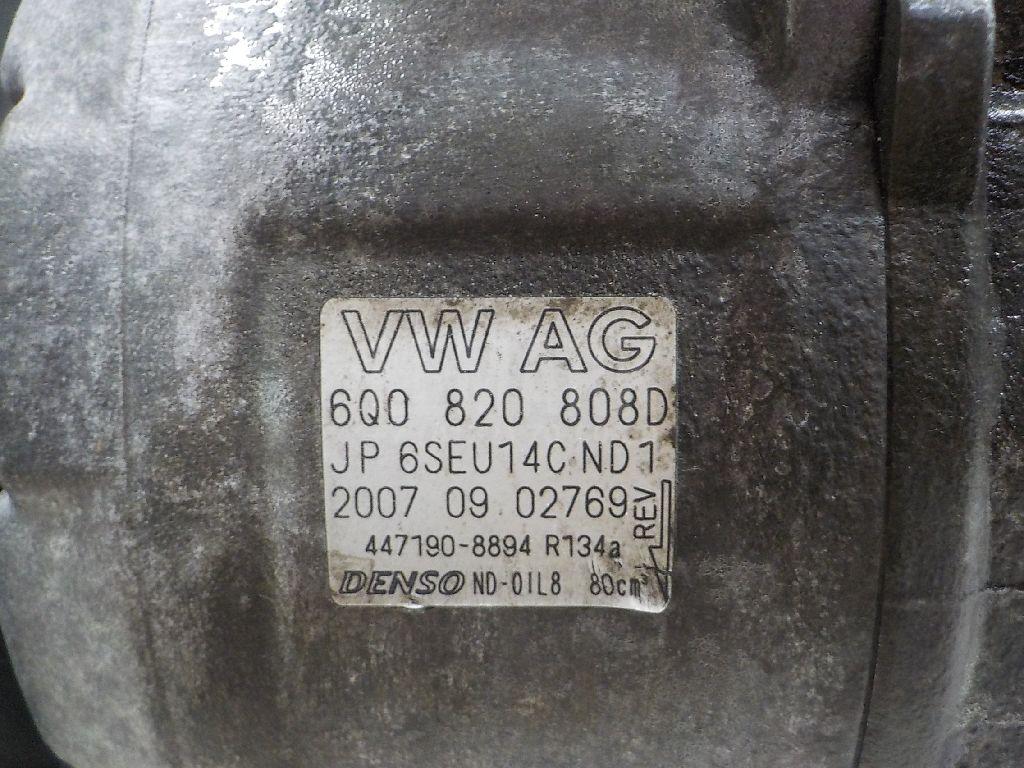 VW AG
6Q0 820 808D
JP 6SEU14C ND1
2007 09 02769
REV
447190-8894 R134a
DENSO ND-OIL8 80cm³